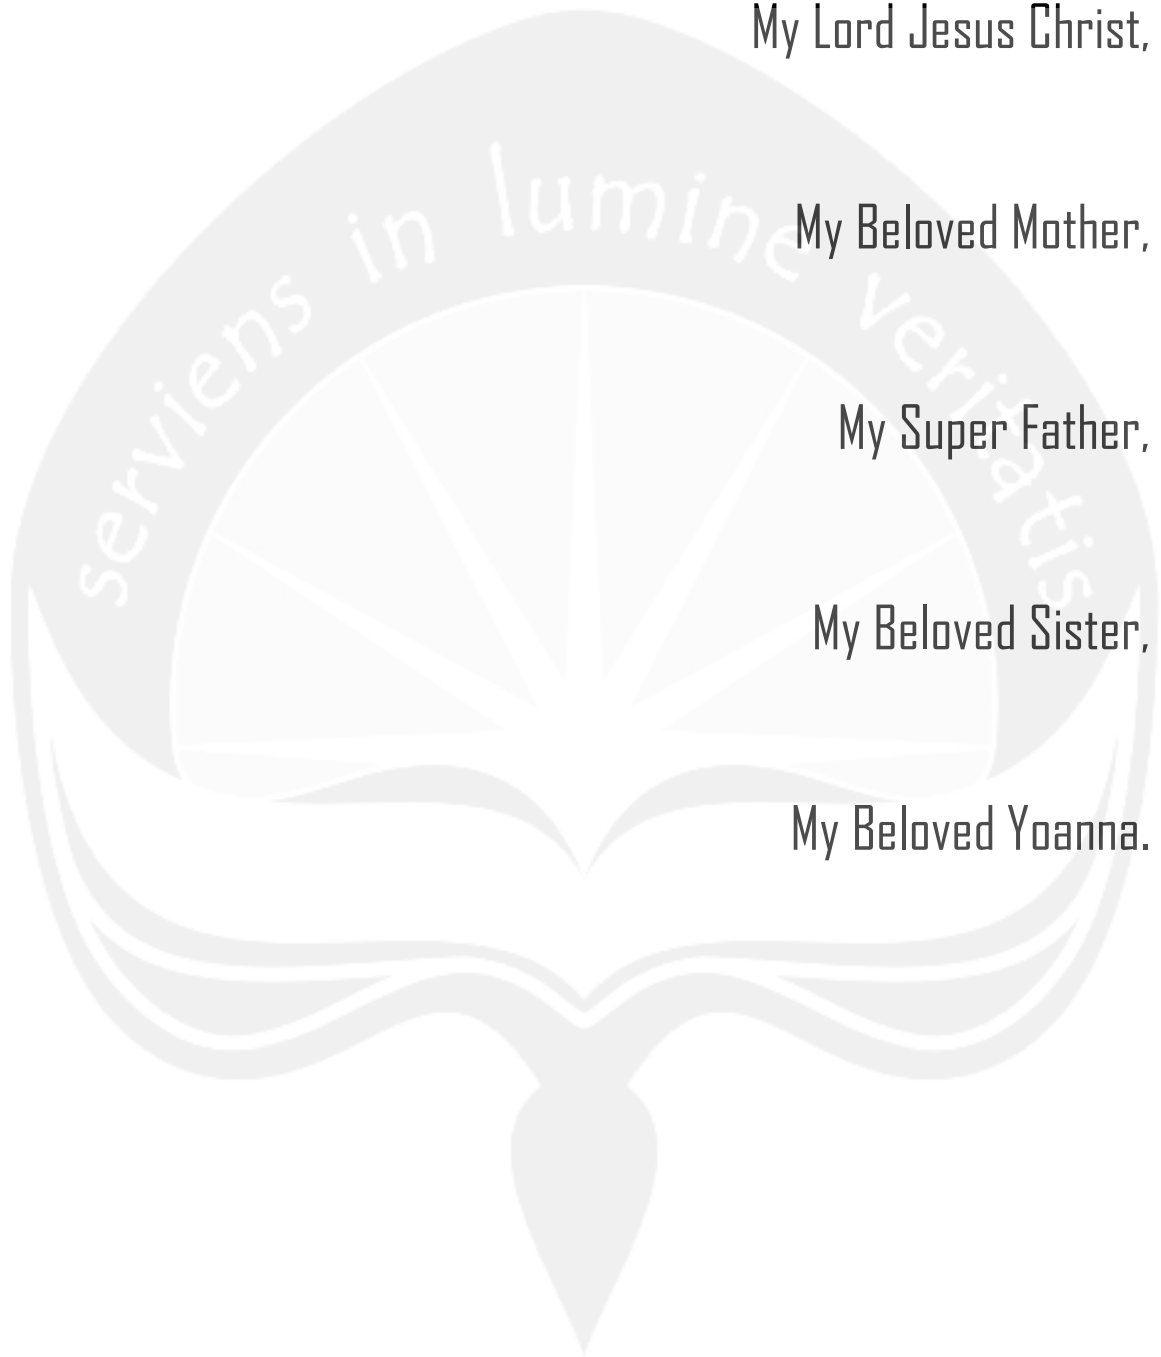 My Lord Jesus Christ,
serviens in lumine veritatis
My Beloved Mother,
My Super Father,
My Beloved Sister,
My Beloved Yoanna.